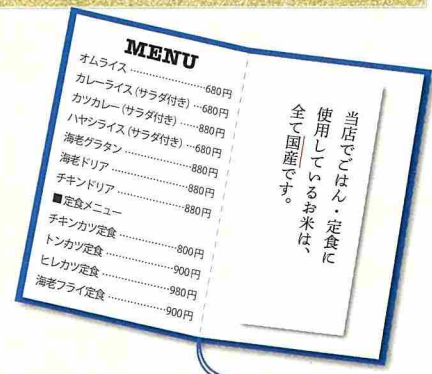 MENU
オムライス ………………680円
カレーライス（サラダ付き）…680円
カツカレー（サラダ付き）……880円
ハヤシライス（サラダ付き）…680円
海老グラタン ………………880円
海老ドリア …………………880円
チキンドリア ………………880円
■定食メニュー
チキンカツ定食 ……………800円
トンカツ定食 ………………900円
ヒレカツ定食 ………………980円
海老フライ定食 ……………900円
当店でごはん・定食に
使用しているお米は、
全て国産です。